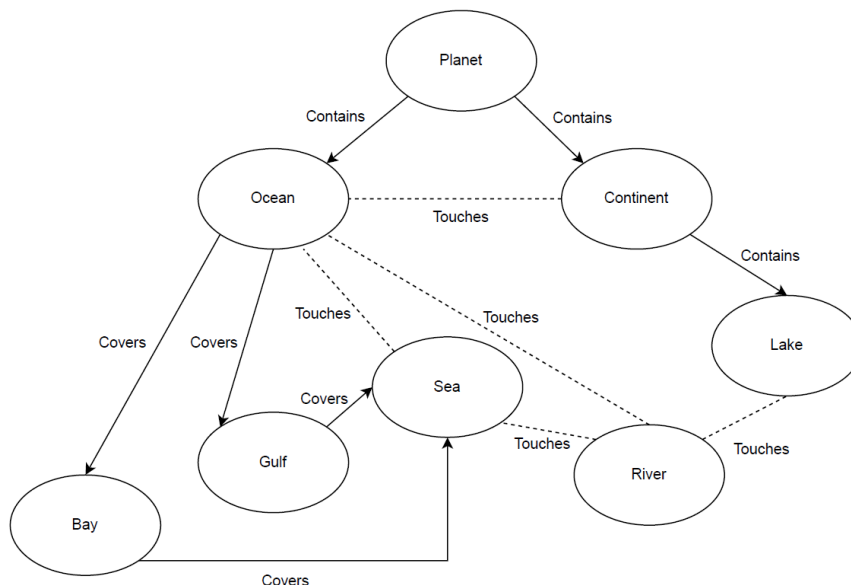 Planet
Contains
Contains
Ocean
Continent
Touches
Contains
Touches
Touches
Covers
Covers
Lake
Sea
Covers
Touches
Touches
Gulf
River
Bay
Covers